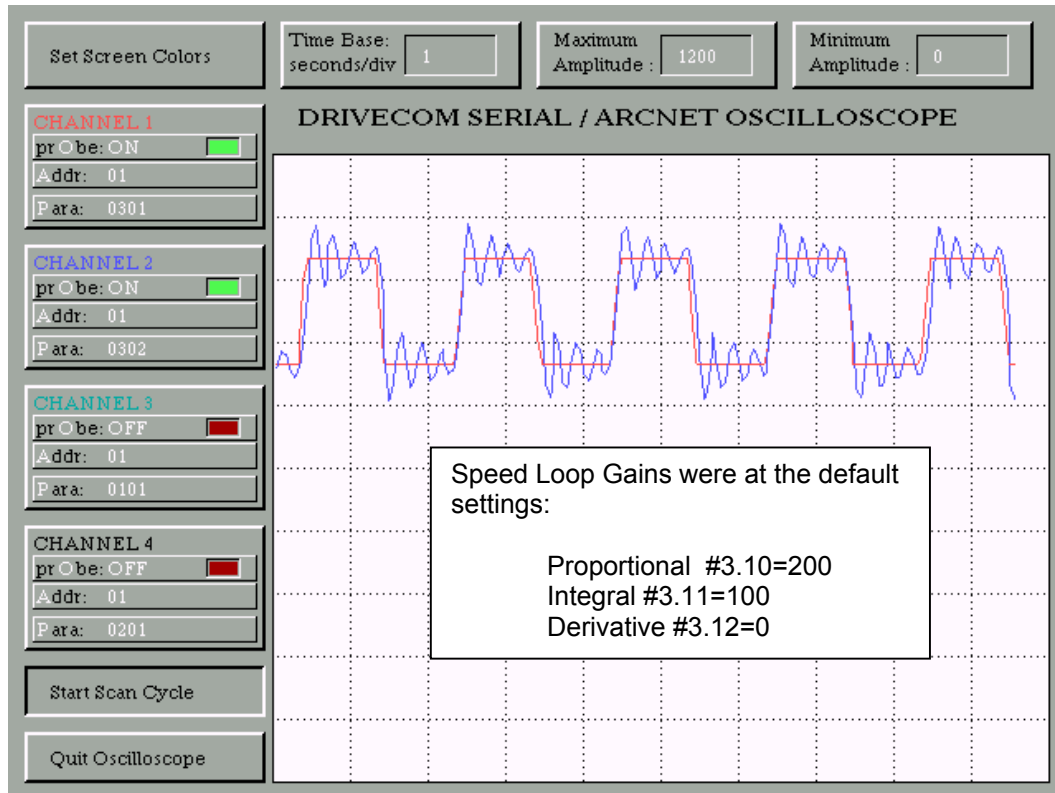 Set Screen Colors
Time Base:
seconds/div 1
Maximum
Amplitude : 1200
Minimum
Amplitude : 0
DRIVECOM SERIAL / ARCNET OSCILLOSCOPE
CHANNEL 1
prObe: ON
Addr: 01
Para: 0301
CHANNEL 2
prObe: ON
Addr: 01
Para: 0302
CHANNEL 3
prObe: OFF
Addr: 01
Para: 0101
CHANNEL 4
prObe: OFF
Addr: 01
Para: 0201
Start Scan Cycle
Quit Oscilloscope
Speed Loop Gains were at the default
settings:
Proportional #3.10=200
Integral #3.11=100
Derivative #3.12=0